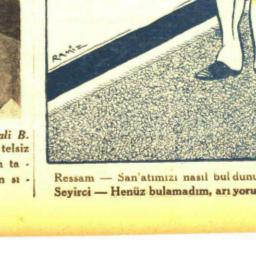 RAMİZ
ali B.
telsiz
n ta -
n sı -
Ressam — San'atımızı nasıl buldunu
Seyirci — Henüz bulamadım, arı yoru